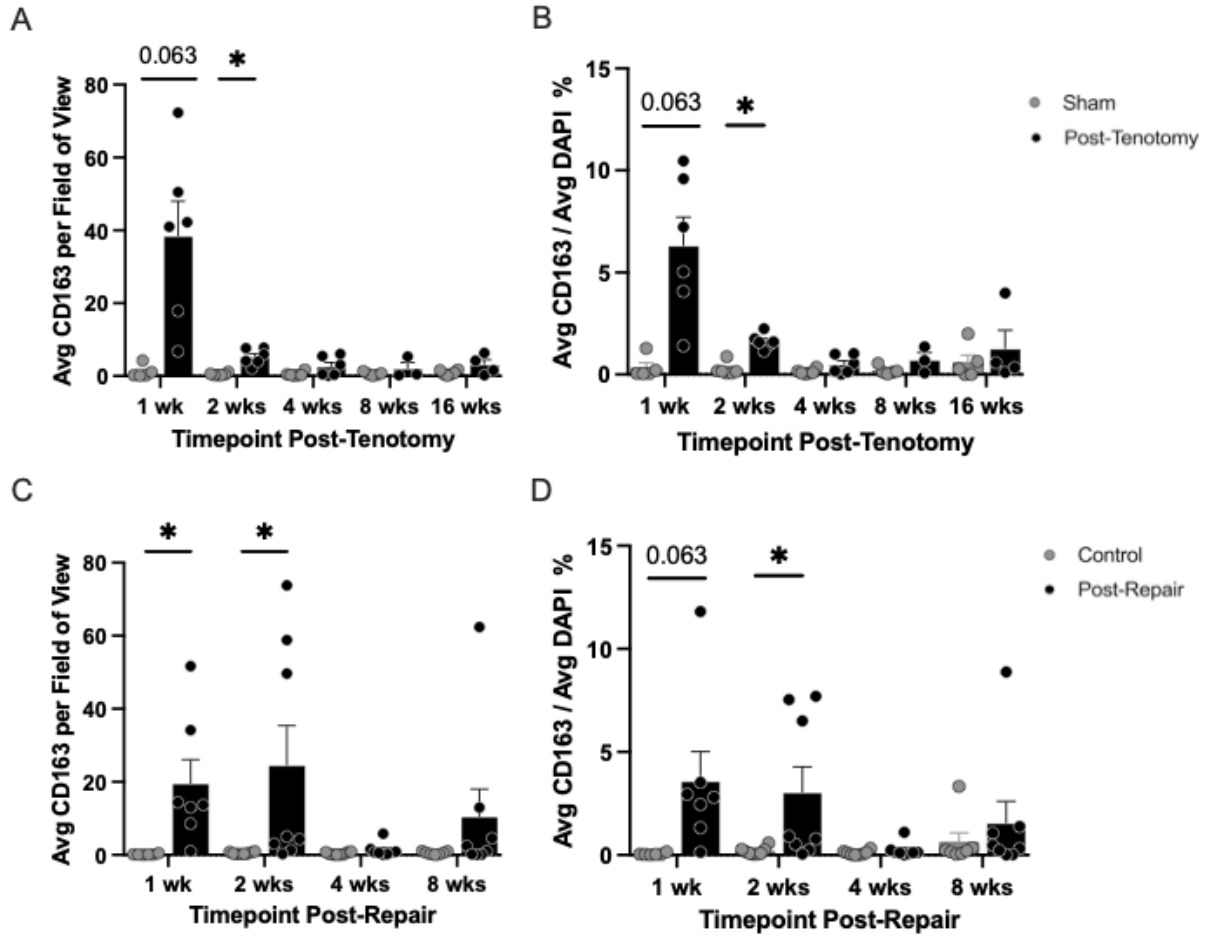 A
0.063
*
80
60
40
20
0
Avg CD163 per Field of View
1 wk 2 wks 4 wks 8 wks 16 wks
Timepoint Post-Tenotomy
B
0.063
*
15
10
5
0
Avg CD163 / Avg DAPI %
1 wk 2 wks 4 wks 8 wks 16 wks
Timepoint Post-Tenotomy
Sham
Post-Tenotomy
C
*
*
80
60
40
20
0
Avg CD163 per Field of View
1 wk 2 wks 4 wks 8 wks
Timepoint Post-Repair
D
0.063
*
15
10
5
0
Avg CD163 / Avg DAPI %
1 wk 2 wks 4 wks 8 wks
Timepoint Post-Repair
Control
Post-Repair